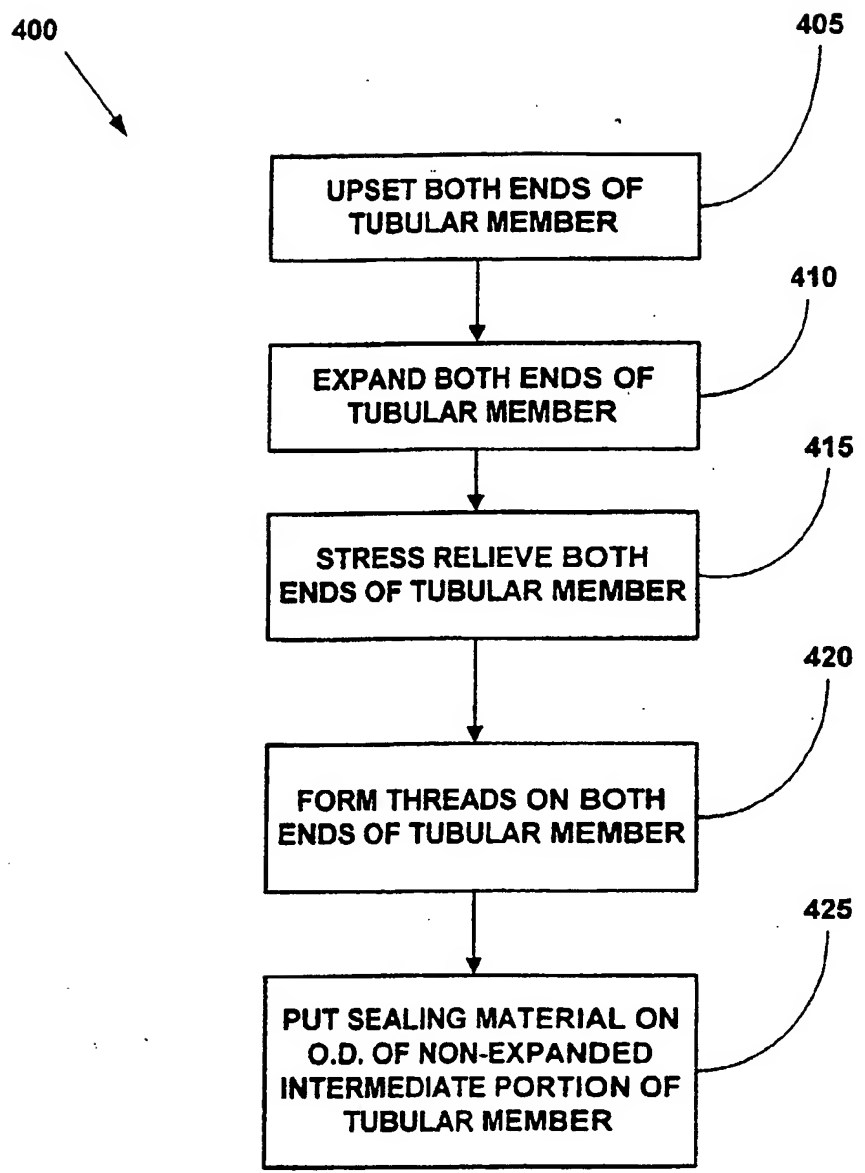 400
405
UPSET BOTH ENDS OF
TUBULAR MEMBER
410
EXPAND BOTH ENDS OF
TUBULAR MEMBER
415
STRESS RELIEVE BOTH
ENDS OF TUBULAR MEMBER
420
FORM THREADS ON BOTH
ENDS OF TUBULAR MEMBER
425
PUT SEALING MATERIAL ON
O.D. OF NON-EXPANDED
INTERMEDIATE PORTION OF
TUBULAR MEMBER